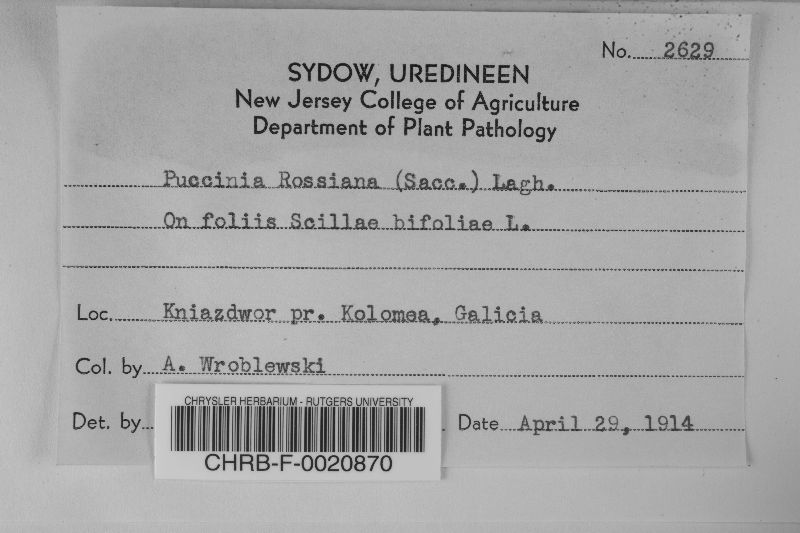 No. 2629
SYDOW, UREDINEEN
New Jersey College of Agriculture
Department of Plant Pathology
Puccinia Rossiana (Sacc.) Lagh.
On foliis Scillae bifoliae L.
Loc. Kniazdwor pr. Kolomea, Galicia
Col. by A. Wroblewski
Det. by
Date April 29, 1914
CHRYSLER HERBARIUM - RUTGERS UNIVERSITY
CHRB-F-0020870